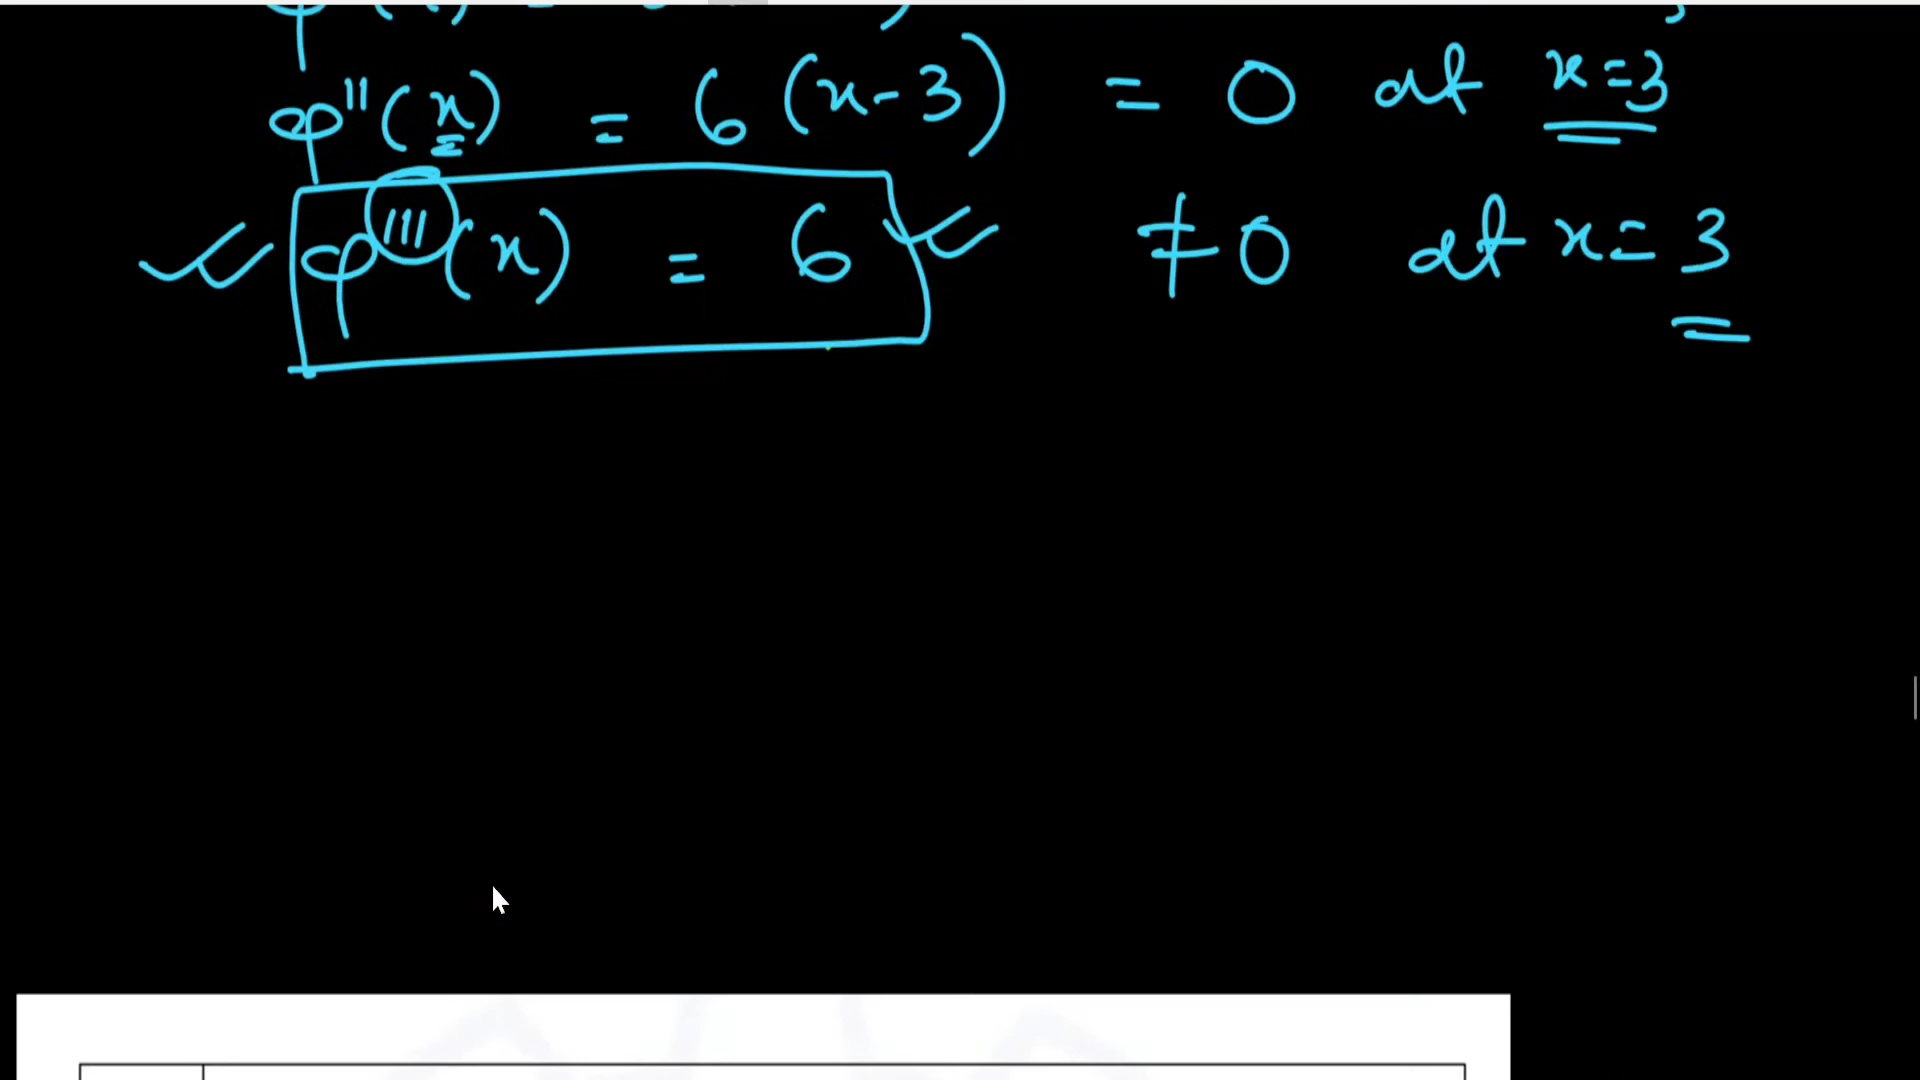 φ''(x) = 6(x-3) = 0 at x=3
φ'''(x) = 6 ≠0 at x=3